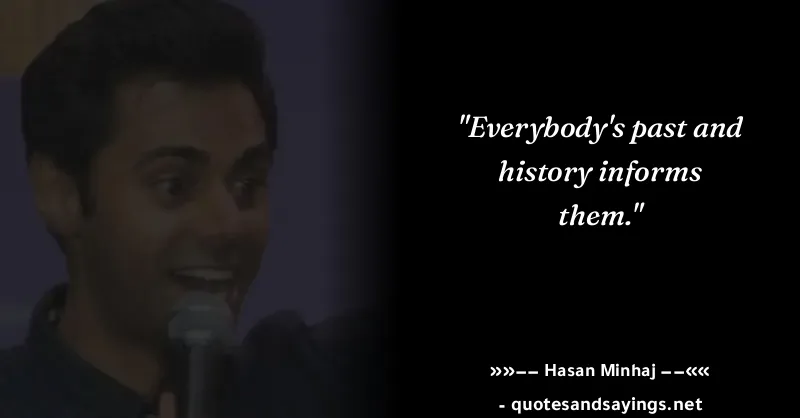 "Everybody's past and
history informs
them."
»»-- Hasan Minhaj --««
- quotesandsayings.net